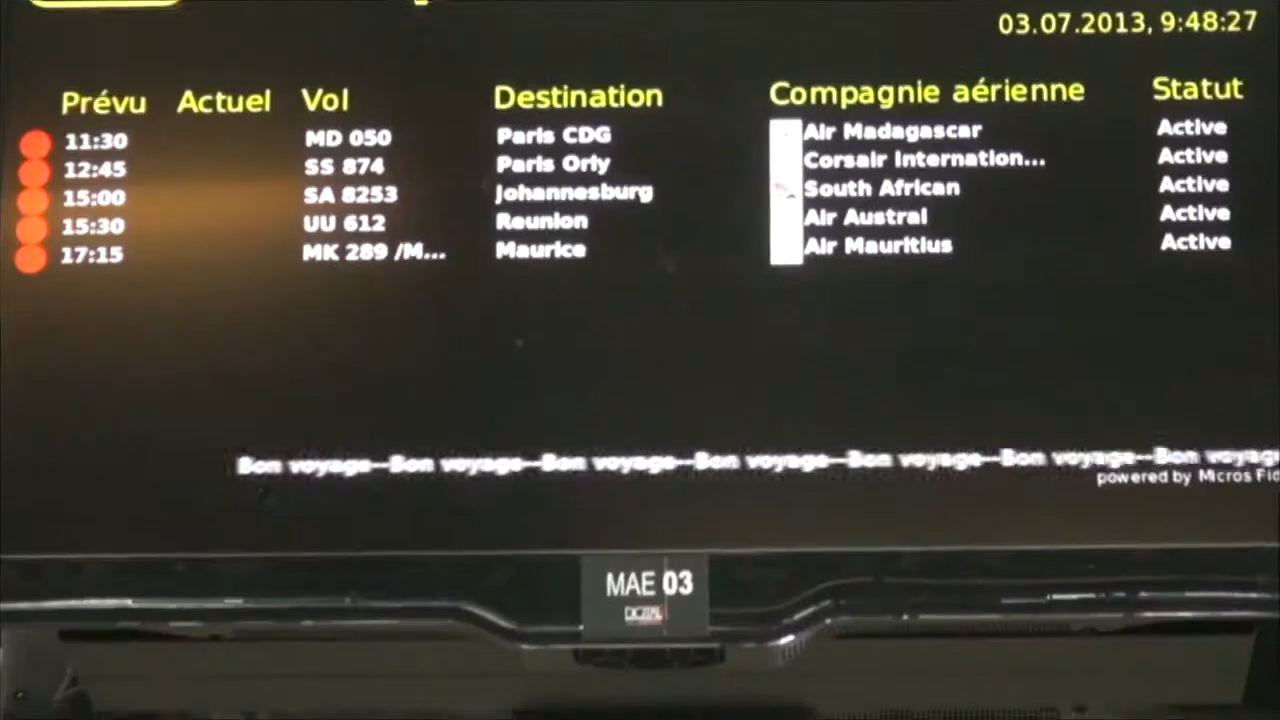 03.07.2013, 9:48:27
Prévu Actuel Vol Destination Compagnie aérienne Statut
11:30 MD 050 Paris CDG Air Madagascar Active
12:45 SS 874 Paris Orly Corsair Internation... Active
15:00 SA 8253 Johannesburg South African Active
15:30 UU 612 Reunion Air Austral Active
17:15 MK 289 /M... Maurice Air Mauritius Active
Bon voyage--Bon voyage--Bon voyage--Bon voyage--Bon voyage--Bon voyage--Bon voyag
powered by Micros Fid
MAE 03
DIGITAL